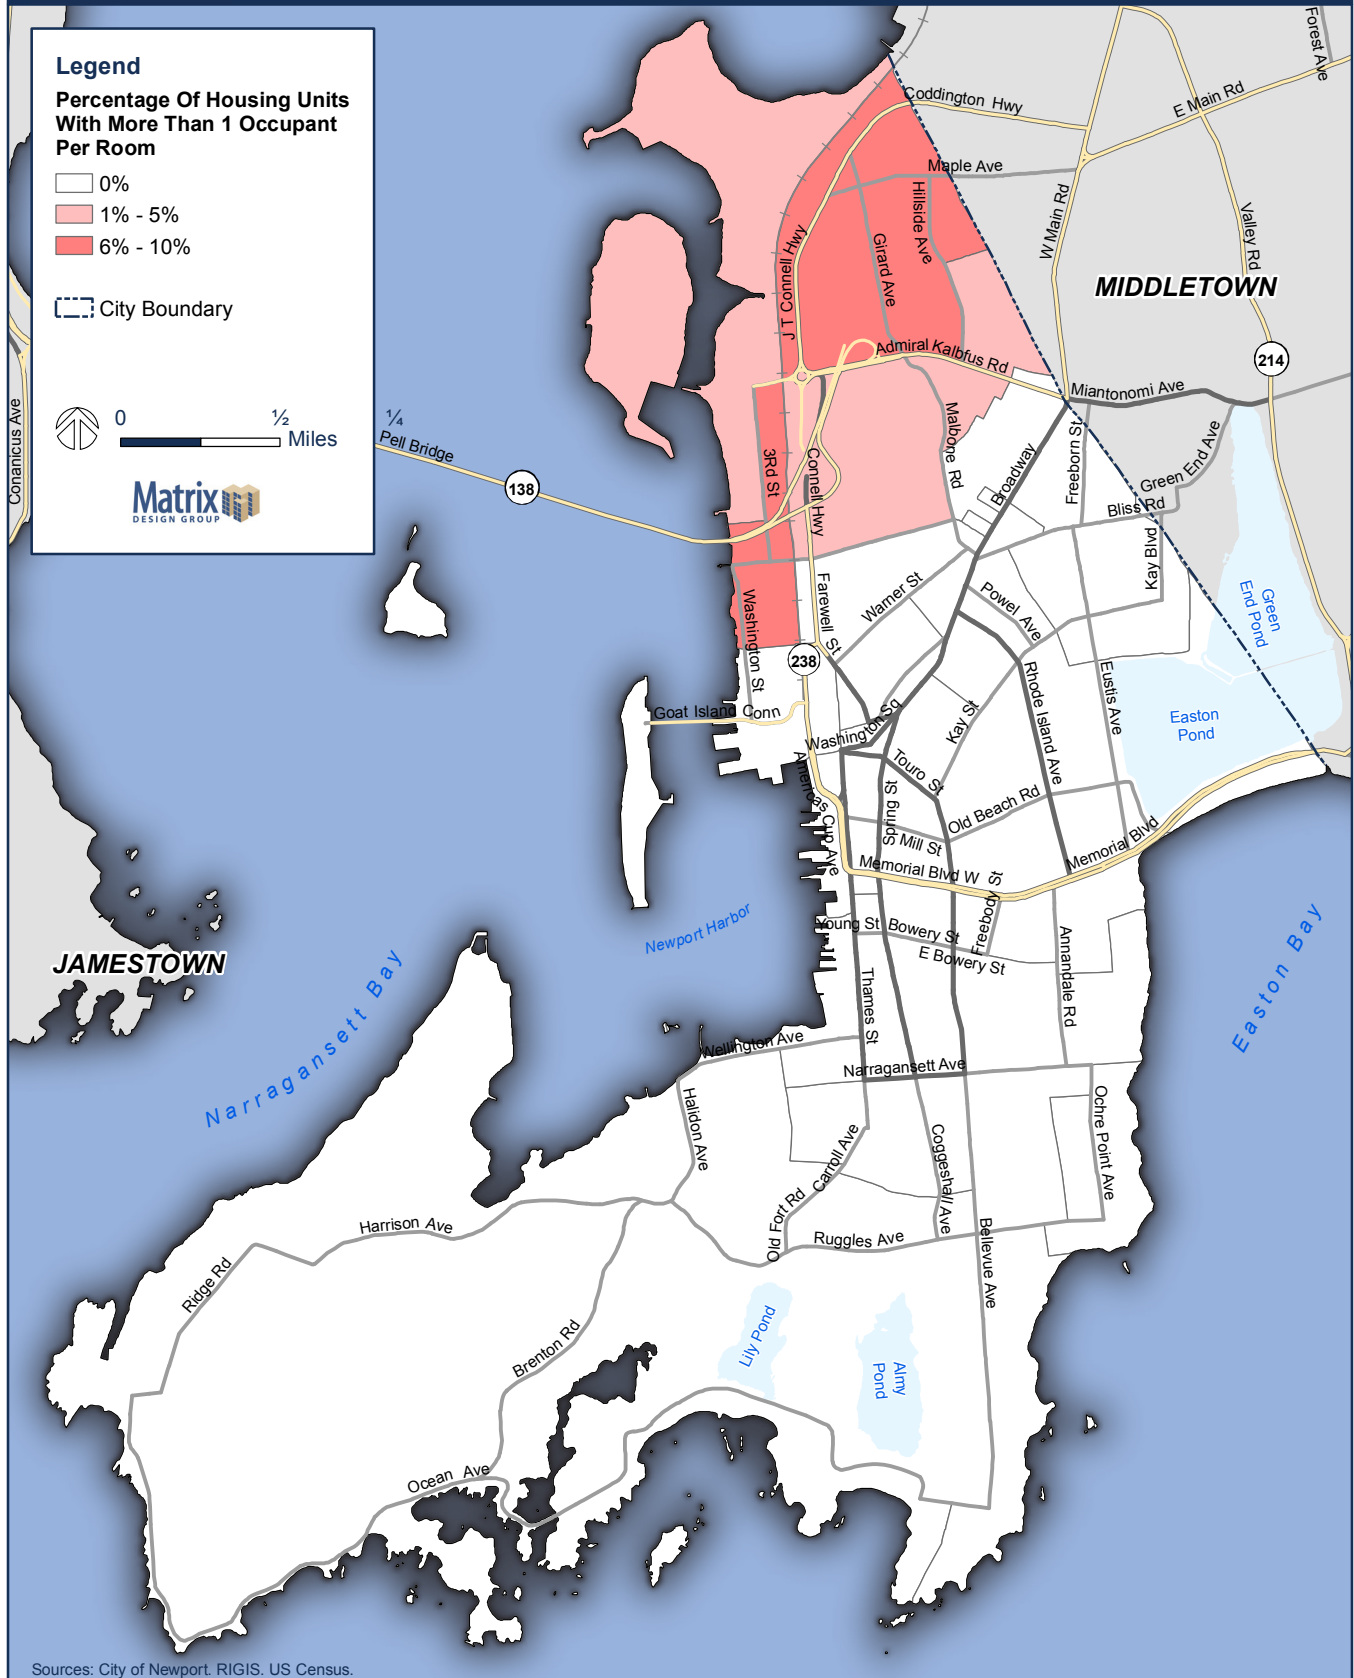 Legend
Percentage Of Housing Units
With More Than 1 Occupant
Per Room
0%
1% - 5%
6% - 10%
City Boundary
0
½
¼
Miles
Matrix
DESIGN GROUP
Forest Ave
Coddington Hwy
E Main Rd
Maple Ave
Hillside Ave
W Main Rd
Valley Rd
Girard Ave
J T Connell Hwy
MIDDLETOWN
Admiral Kalbfus Rd
214
Miantonomi Ave
Conanicus Ave
Pell Bridge
138
3Rd St
Connell Hwy
Malbone Rd
Broadway
Freeborn St
Green End Ave
Bliss Rd
Kay Blvd
Washington St
Farewell St
Warner St
Powel Ave
Green
End Pond
238
Rhode Island Ave
Eustis Ave
Goat Island Conn
Washington Sq
Kay St
Easton
Pond
Touro St
Americas Cup Ave
Spring St
Old Beach Rd
Mill St
Memorial Blvd
Memorial Blvd W
Freebody St
Newport Harbor
Young St
Bowery St
E Bowery St
Annandale Rd
JAMESTOWN
Narragansett Bay
Easton Bay
Thames St
Wellington Ave
Narragansett Ave
Halidon Ave
Ochre Point Ave
Carroll Ave
Coggeshall Ave
Old Fort Rd
Harrison Ave
Ruggles Ave
Bellevue Ave
Ridge Rd
Brenton Rd
Lily Pond
Almy
Pond
Ocean Ave
Sources: City of Newport. RIGIS. US Census.